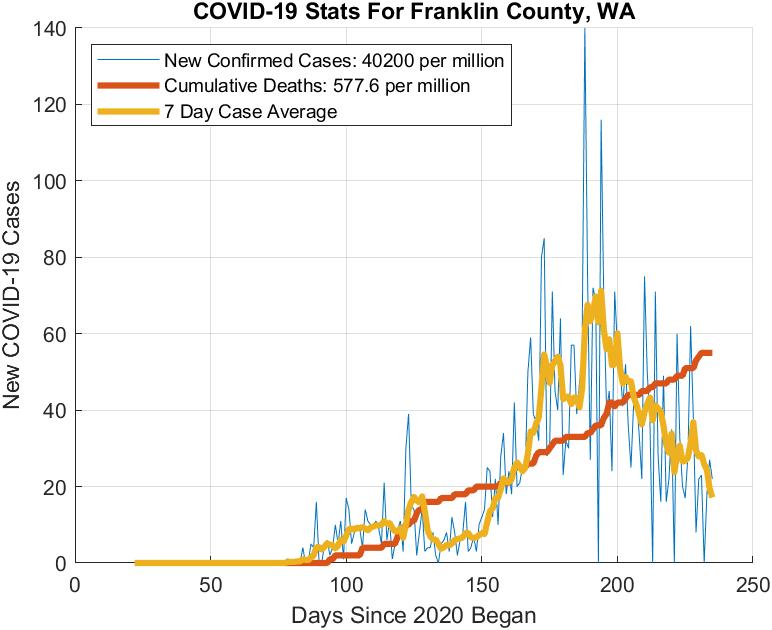 COVID-19 Stats For Franklin County, WA
New Confirmed Cases: 40200 per million
Cumulative Deaths: 577.6 per million
7 Day Case Average
New COVID-19 Cases
140
120
100
80
60
40
20
0
0 50 100 150 200 250
Days Since 2020 Began